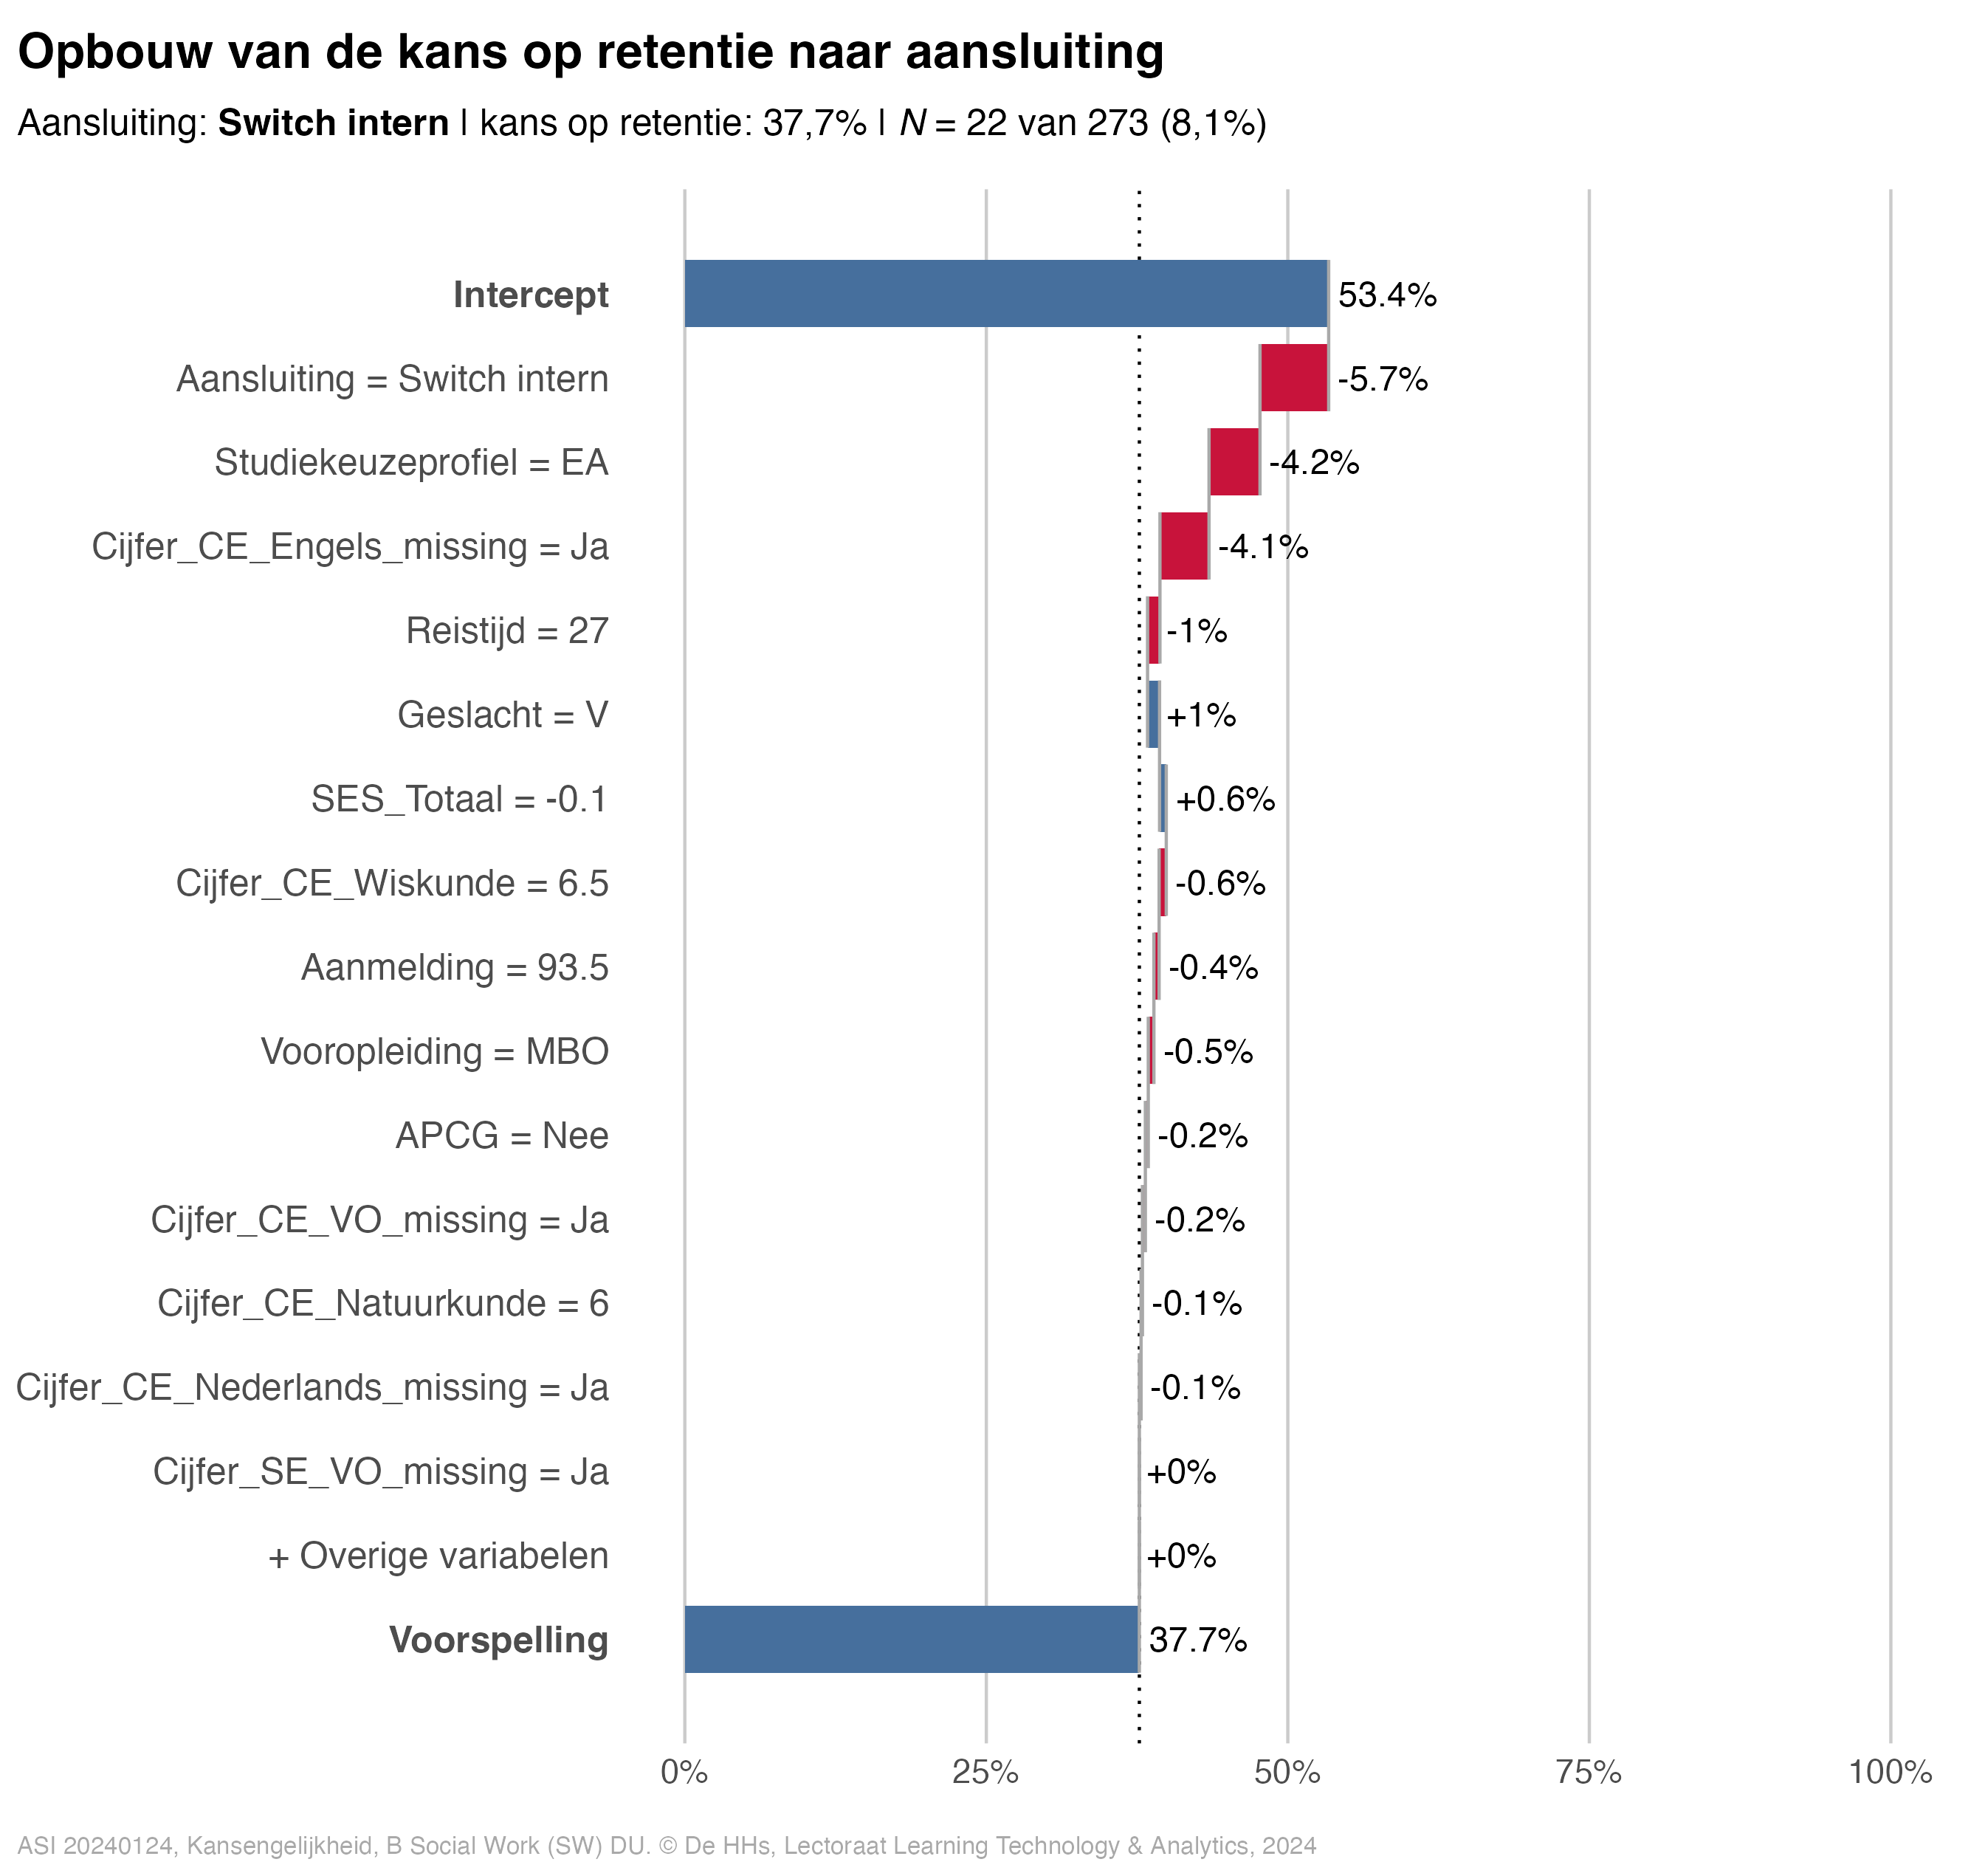 Opbouw van de kans op retentie naar aansluiting
Aansluiting: Switch intern | kans op retentie: 37,7% | N = 22 van 273 (8,1%)
Intercept 53.4%
Aansluiting = Switch intern -5.7%
Studiekeuzeprofiel = EA -4.2%
Cijfer_CE_Engels_missing = Ja -4.1%
Reistijd = 27 -1%
Geslacht = V +1%
SES_Totaal = -0.1 +0.6%
Cijfer_CE_Wiskunde = 6.5 -0.6%
Aanmelding = 93.5 -0.4%
Vooropleiding = MBO -0.5%
APCG = Nee -0.2%
Cijfer_CE_VO_missing = Ja -0.2%
Cijfer_CE_Natuurkunde = 6 -0.1%
Cijfer_CE_Nederlands_missing = Ja -0.1%
Cijfer_SE_VO_missing = Ja +0%
+ Overige variabelen +0%
Voorspelling 37.7%
0% 25% 50% 75% 100%
ASI 20240124, Kansengelijkheid, B Social Work (SW) DU. © De HHs, Lectoraat Learning Technology & Analytics, 2024